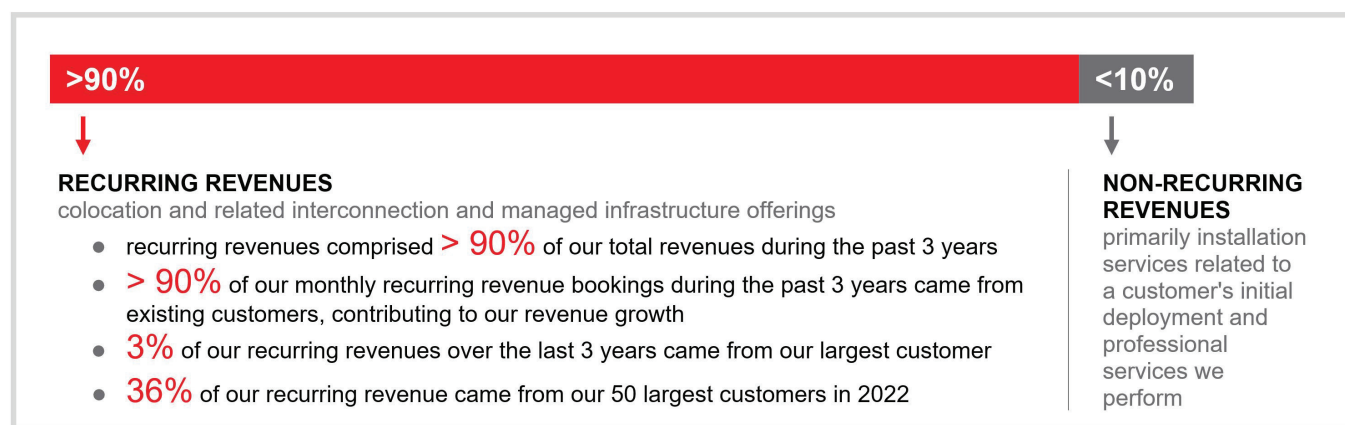 >90%
<10%
RECURRING REVENUES
colocation and related interconnection and managed infrastructure offerings
● recurring revenues comprised > 90% of our total revenues during the past 3 years
● > 90% of our monthly recurring revenue bookings during the past 3 years came from
existing customers, contributing to our revenue growth
● 3% of our recurring revenues over the last 3 years came from our largest customer
● 36% of our recurring revenue came from our 50 largest customers in 2022
NON-RECURRING
REVENUES
primarily installation
services related to
a customer's initial
deployment and
professional
services we
perform